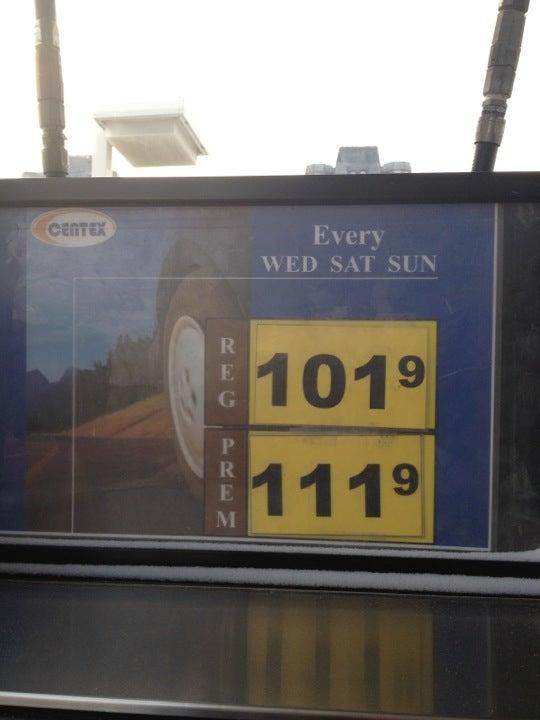 CENTEX
Every
WED SAT SUN
REG
101⁹
PREM
111⁹